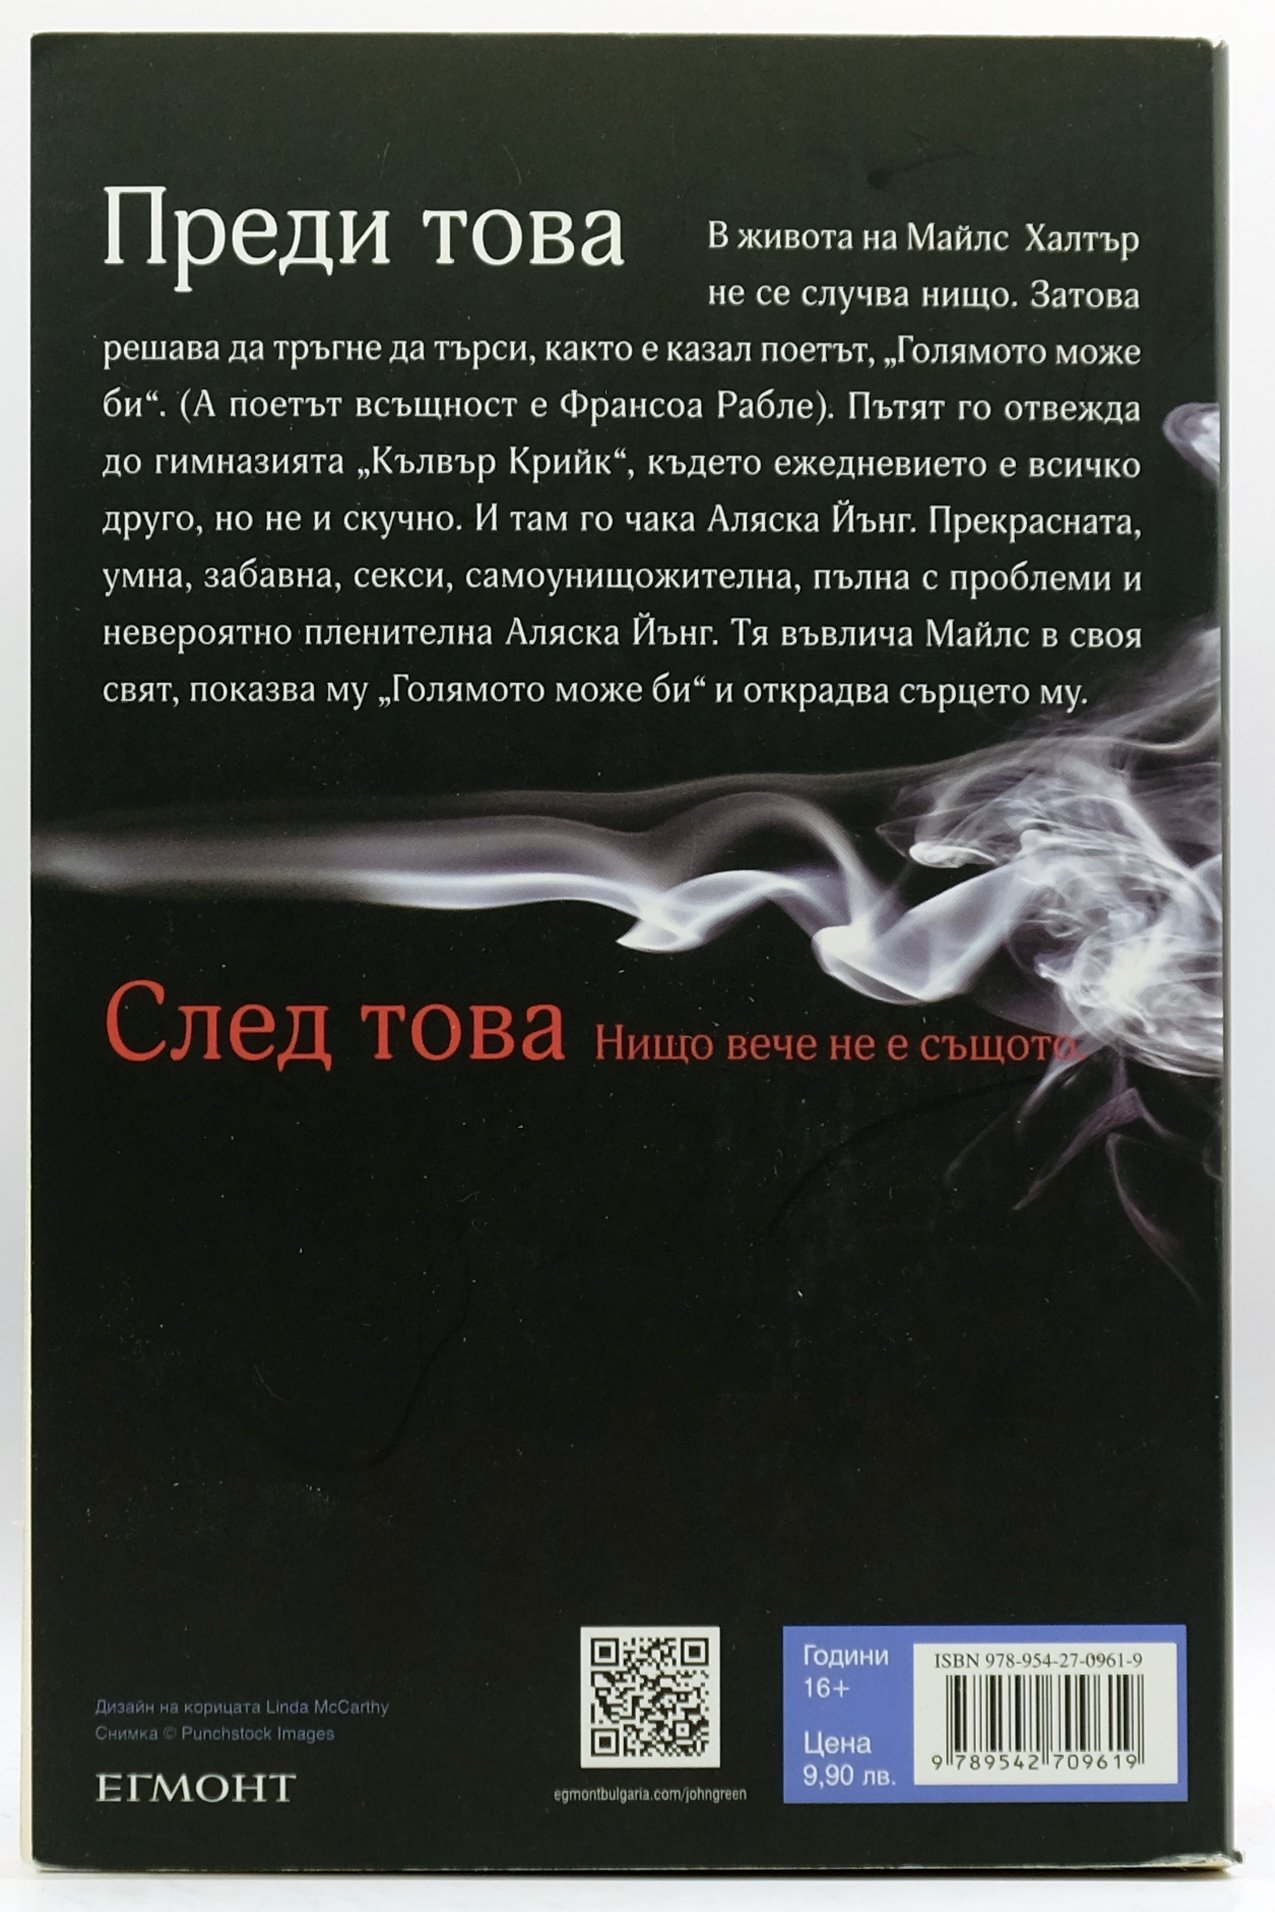 Преди това
В живота на Майлс Халтър
не се случва нищо. Затова
решава да тръгне да търси, както е казал поетът, „Голямото може
би“. (А поетът всъщност е Франсоа Рабле). Пътят го отвежда
до гимназията „Кълвър Крийк“, където ежедневието е всичко
друго, но не и скучно. И там го чака Аляска Йънг. Прекрасната,
умна, забавна, секси, самоунищожителна, пълна с проблеми и
невероятно пленителна Аляска Йънг. Тя въвлича Майлс в своя
свят, показва му „Голямото може би“ и открадва сърцето му.
След това Нищо вече не е същото.
Дизайн на корицата Linda McCarthy
Снимка © Punchstock Images
ЕГМОНТ
egmontbulgaria.com/johngreen
Години
16+
Цена
9,90 лв.
ISBN 978-954-27-0961-9
9 789542 709619